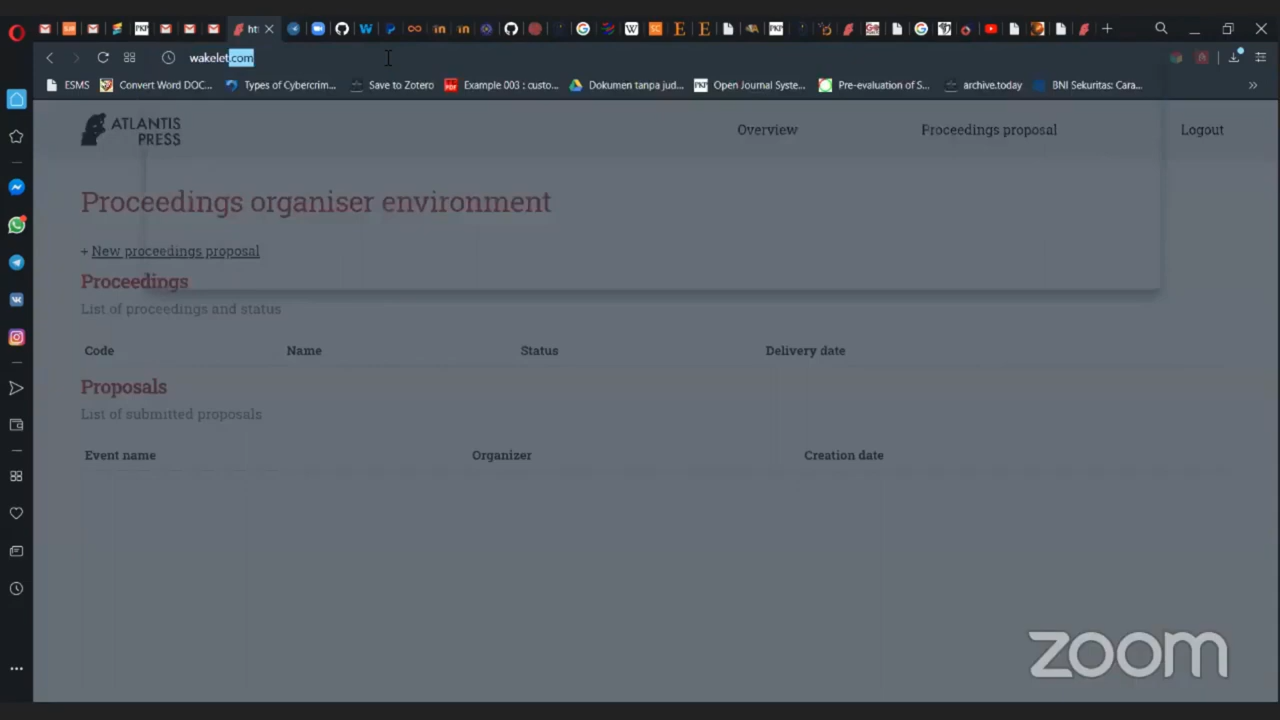 ht
wakelet.com
ESMS
Convert Word DOC...
Types of Cybercrim...
Save to Zotero
Example 003 : custo...
Dokumen tanpa jud...
Open Journal Syste...
Pre-evaluation of S...
archive.today
BNI Sekuritas: Cara...
ATLANTIS
PRESS
Overview
Proceedings proposal
Logout
Proceedings organiser environment
+ New proceedings proposal
Proceedings
List of proceedings and status
Code
Name
Status
Delivery date
Proposals
List of submitted proposals
Event name
Organizer
Creation date
zoom